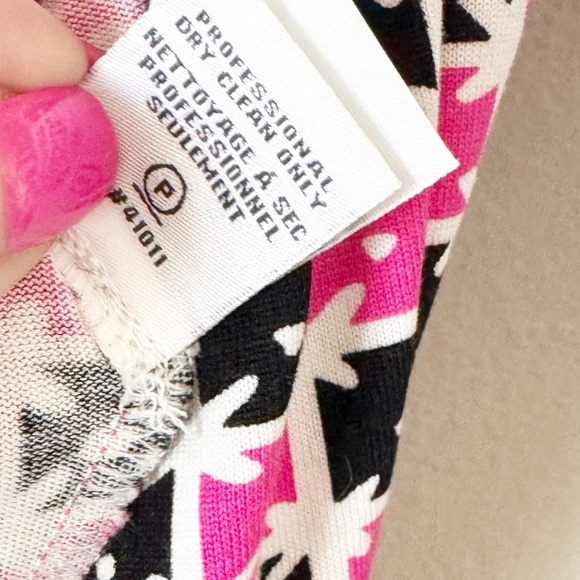 PROFESSIONAL
DRY CLEAN ONLY
NETTOYAGE Á SEC
PROFESSIONNEL
SEULEMENT
P
#41011